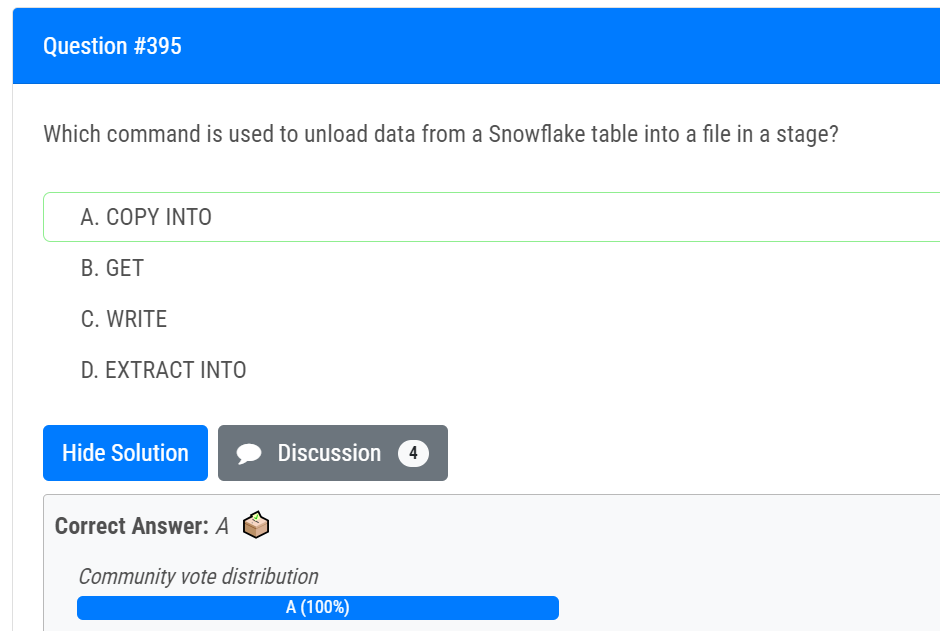 Question #395
Which command is used to unload data from a Snowflake table into a file in a stage?
A. COPY INTO
B. GET
C. WRITE
D. EXTRACT INTO
Hide Solution
Discussion 4
Correct Answer: A
Community vote distribution
A (100%)